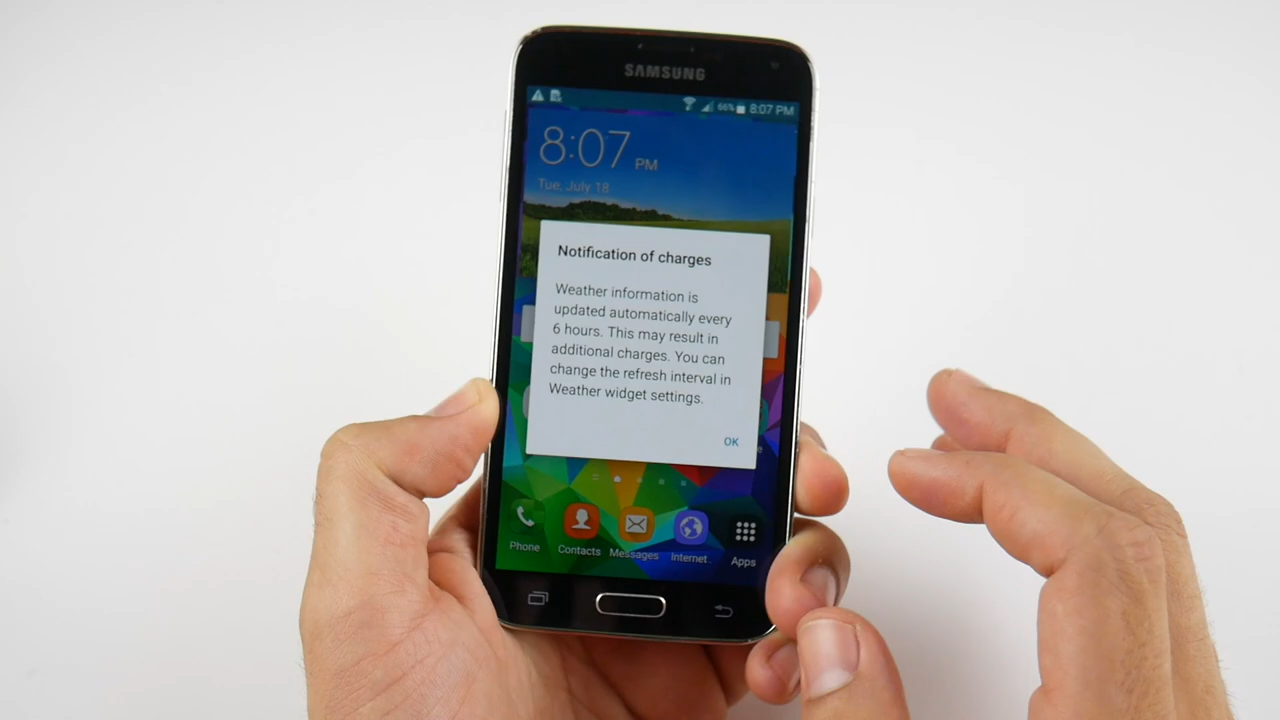 SAMSUNG
66% 8:07 PM
8:07 PM
Tue, July 18
Notification of charges
Weather information is
updated automatically every
6 hours. This may result in
additional charges. You can
change the refresh interval in
Weather widget settings.
OK
Phone
Contacts
Messages
Internet
Apps